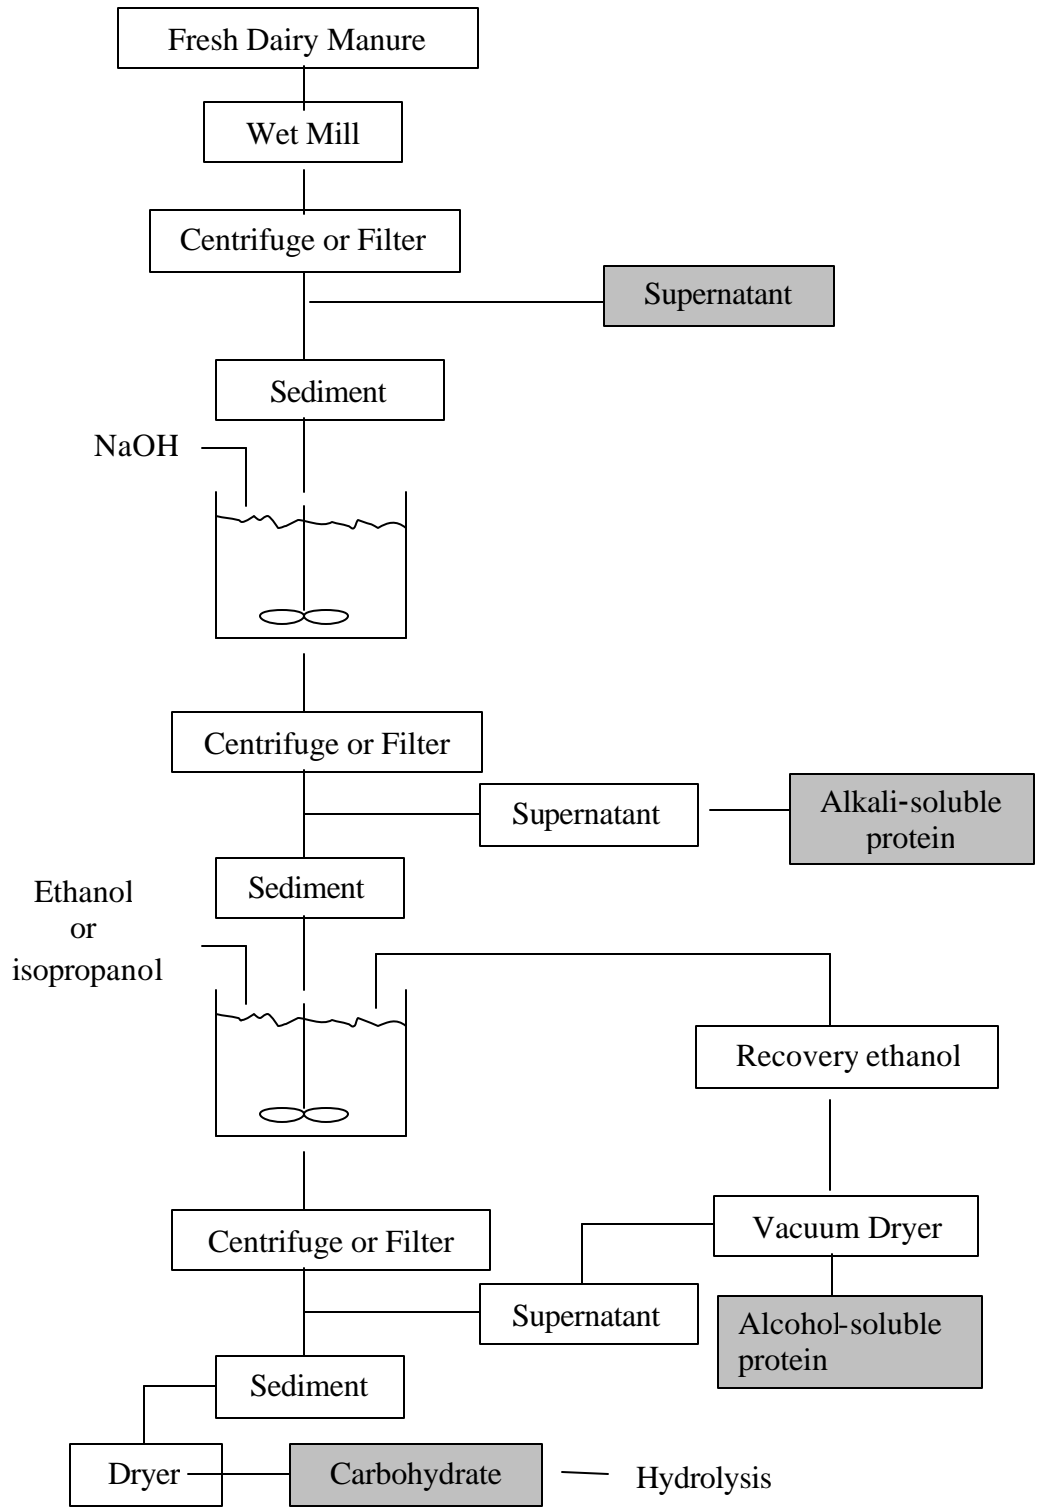 Fresh Dairy Manure
Wet Mill
Centrifuge or Filter
Supernatant
Sediment
NaOH
Centrifuge or Filter
Supernatant
Alkali-soluble
protein
Sediment
Ethanol
or
isopropanol
Recovery ethanol
Vacuum Dryer
Centrifuge or Filter
Supernatant
Alcohol-soluble
protein
Sediment
Dryer
Carbohydrate
Hydrolysis